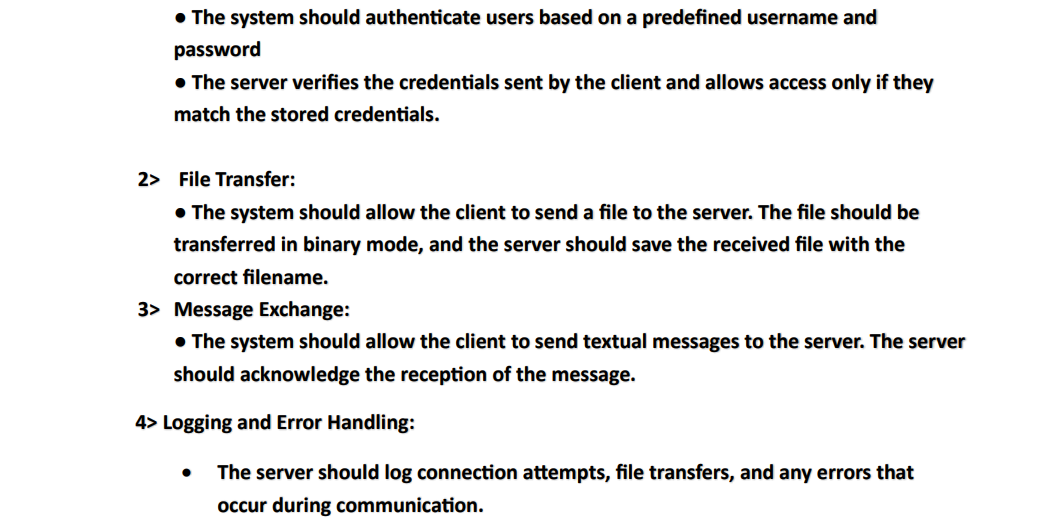 ● The system should authenticate users based on a predefined username and
password
● The server verifies the credentials sent by the client and allows access only if they
match the stored credentials.
2> File Transfer:
● The system should allow the client to send a file to the server. The file should be
transferred in binary mode, and the server should save the received file with the
correct filename.
3> Message Exchange:
● The system should allow the client to send textual messages to the server. The server
should acknowledge the reception of the message.
4> Logging and Error Handling:
• The server should log connection attempts, file transfers, and any errors that
occur during communication.